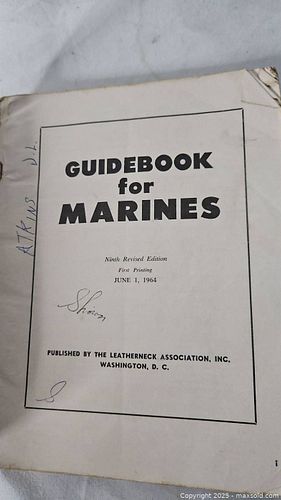 GUIDEBOOK
for
MARINES
Ninth Revised Edition
First Printing
JUNE 1, 1964
ATKINS D.L.
PUBLISHED BY THE LEATHERNECK ASSOCIATION, INC.
WASHINGTON, D. C.
S
1
Copyright © 2025 - maxsold.com